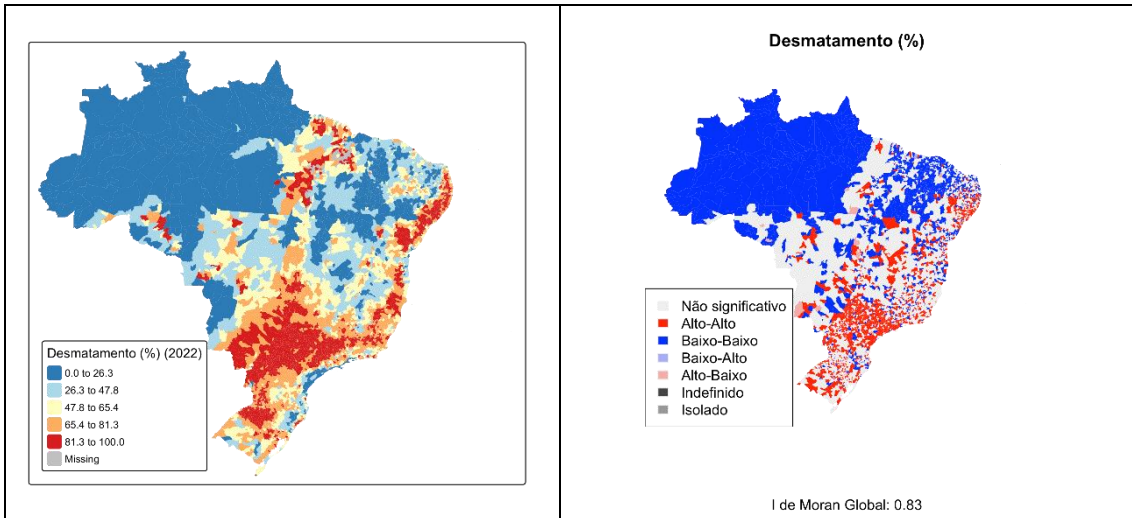 Desmatamento (%) (2022)
0.0 to 26.3
26.3 to 47.8
47.8 to 65.4
65.4 to 81.3
81.3 to 100.0
Missing
Desmatamento (%)
Não significativo
Alto-Alto
Baixo-Baixo
Baixo-Alto
Alto-Baixo
Indefinido
Isolado
I de Moran Global: 0.83